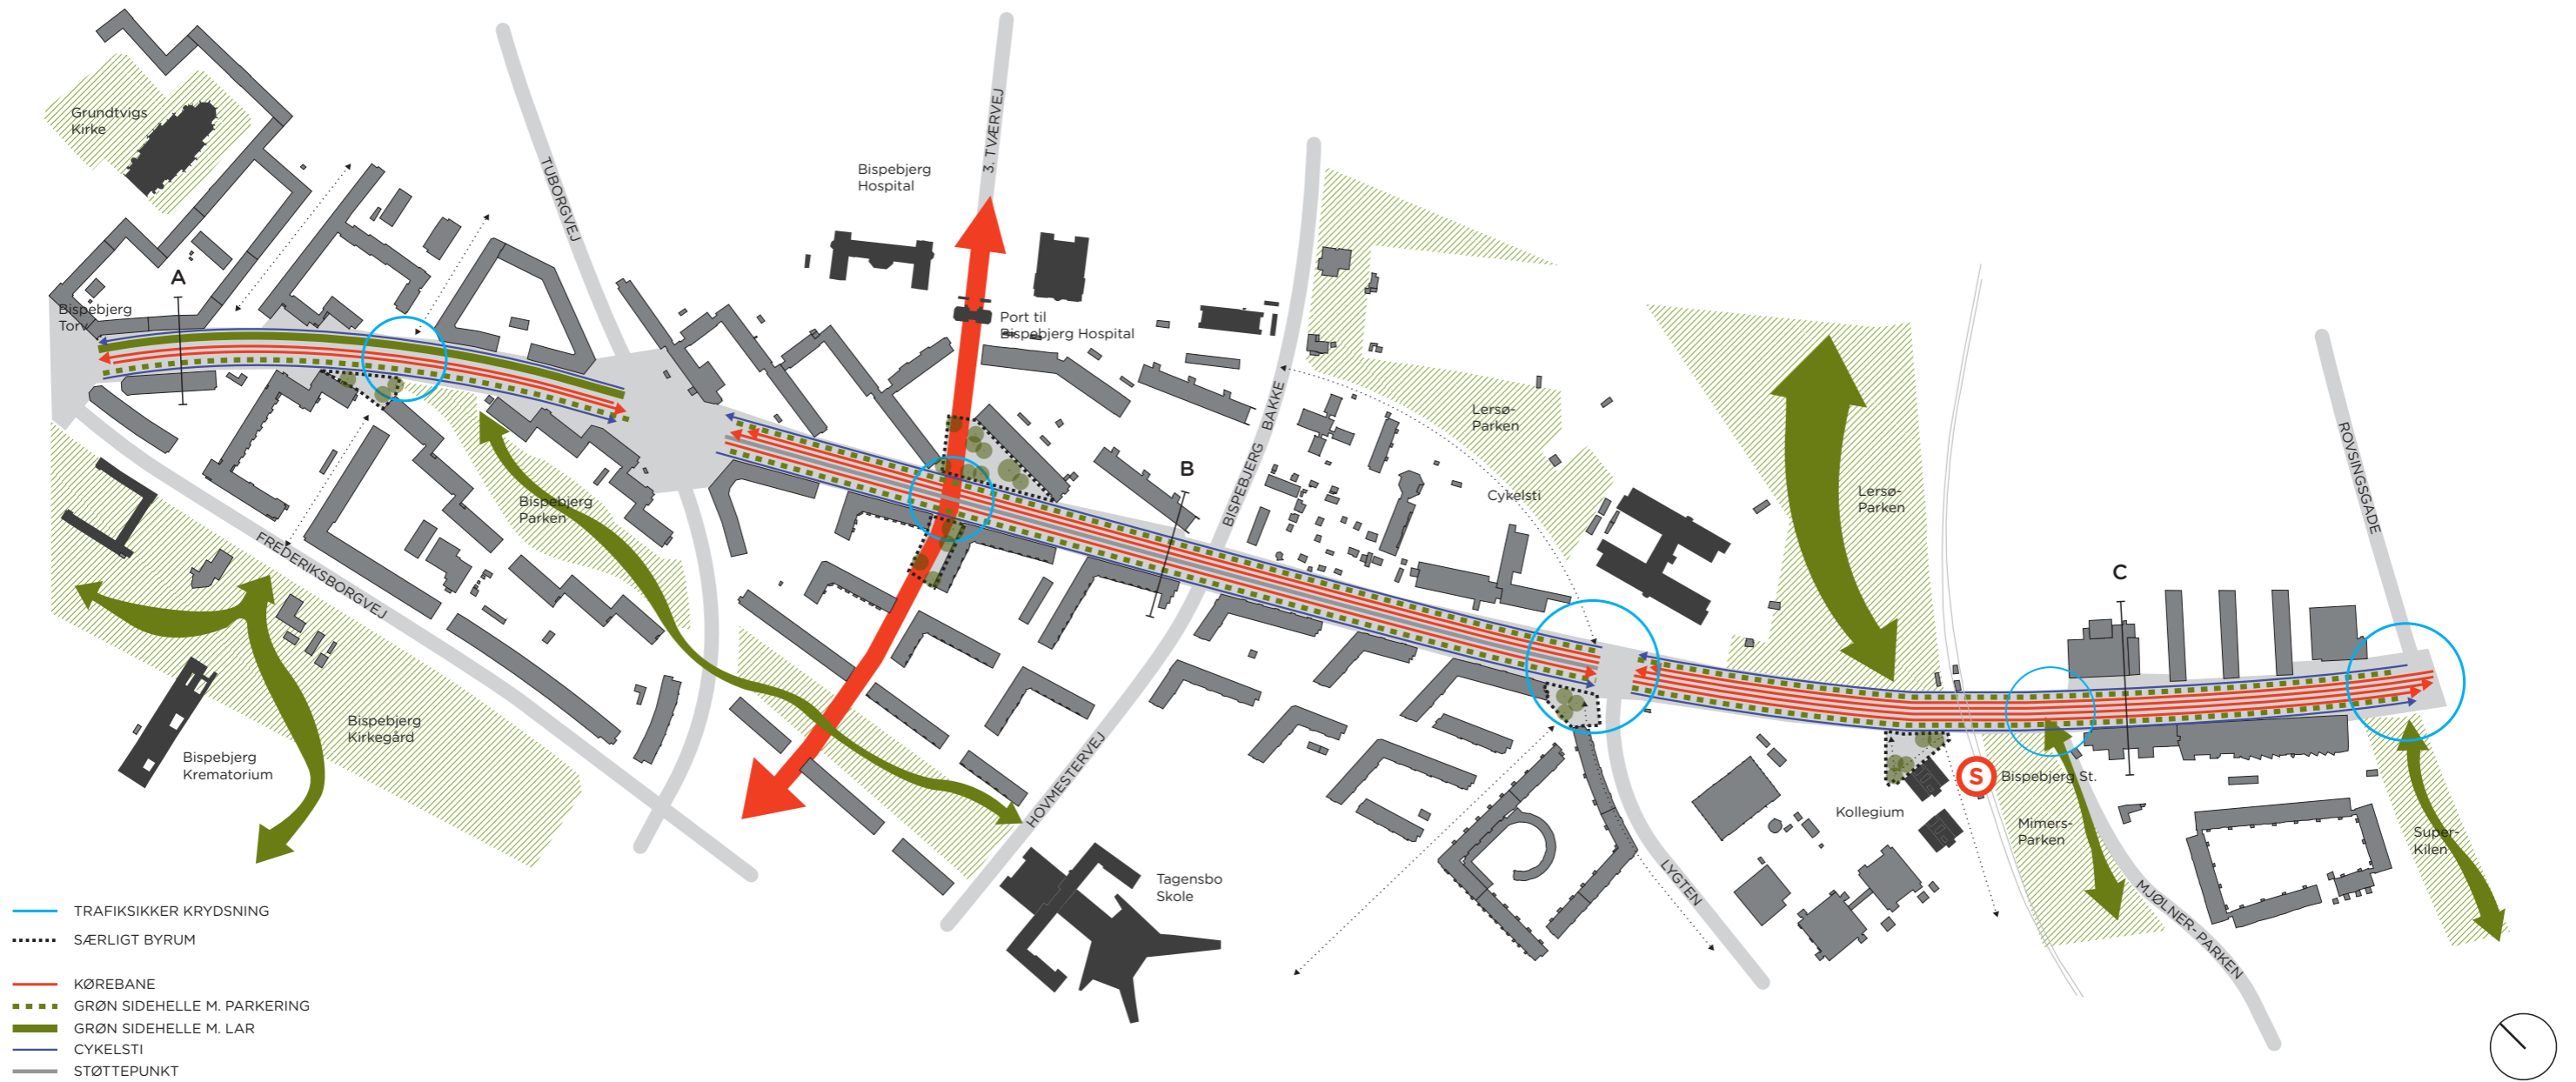 Grundtvigs
Kirke
TUBORGVEJ
3. TVÆRVEJ
Bispebjerg
Hospital
A
Bispebjerg
Torv
Port til
Bispebjerg Hospital
BISPEBJERG BAKKE
Lersø-
Parken
ROVSINGSGADE
B
Cykelsti
Lersø-
Parken
Bispebjerg
Parken
FREDERIKSBORGVEJ
C
Bispebjerg
Kirkegård
Bispebjerg
Krematorium
HOVMESTERVEJ
S
Bispebjerg St.
Kollegium
Mimers-
Parken
Super-
Kilen
Tagensbo
Skole
LYGTEN
MJØLNER-PARKEN
TRAFIKSIKKER KRYDSNING
SÆRLIGT BYRUM
KØREBANE
GRØN SIDEHELLE M. PARKERING
GRØN SIDEHELLE M. LAR
CYKELSTI
STØTTEPUNKT